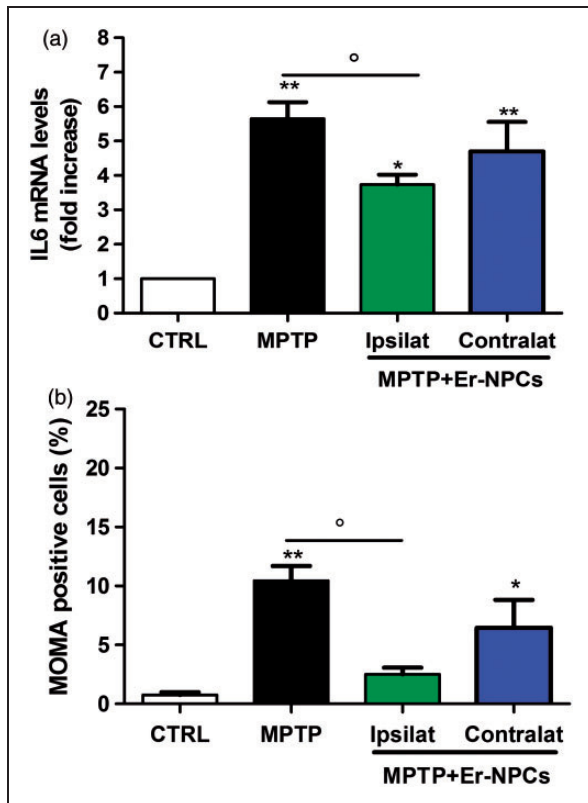 (a)
IL6 mRNA levels
(fold increase)
8
7
6
5
4
3
2
1
0
°
**
*
**
CTRL MPTP Ipsilat Contralat
MPTP+Er-NPCs
(b)
MOMA positive cells (%)
25
20
15
10
5
0
°
**
*
CTRL MPTP Ipsilat Contralat
MPTP+Er-NPCs